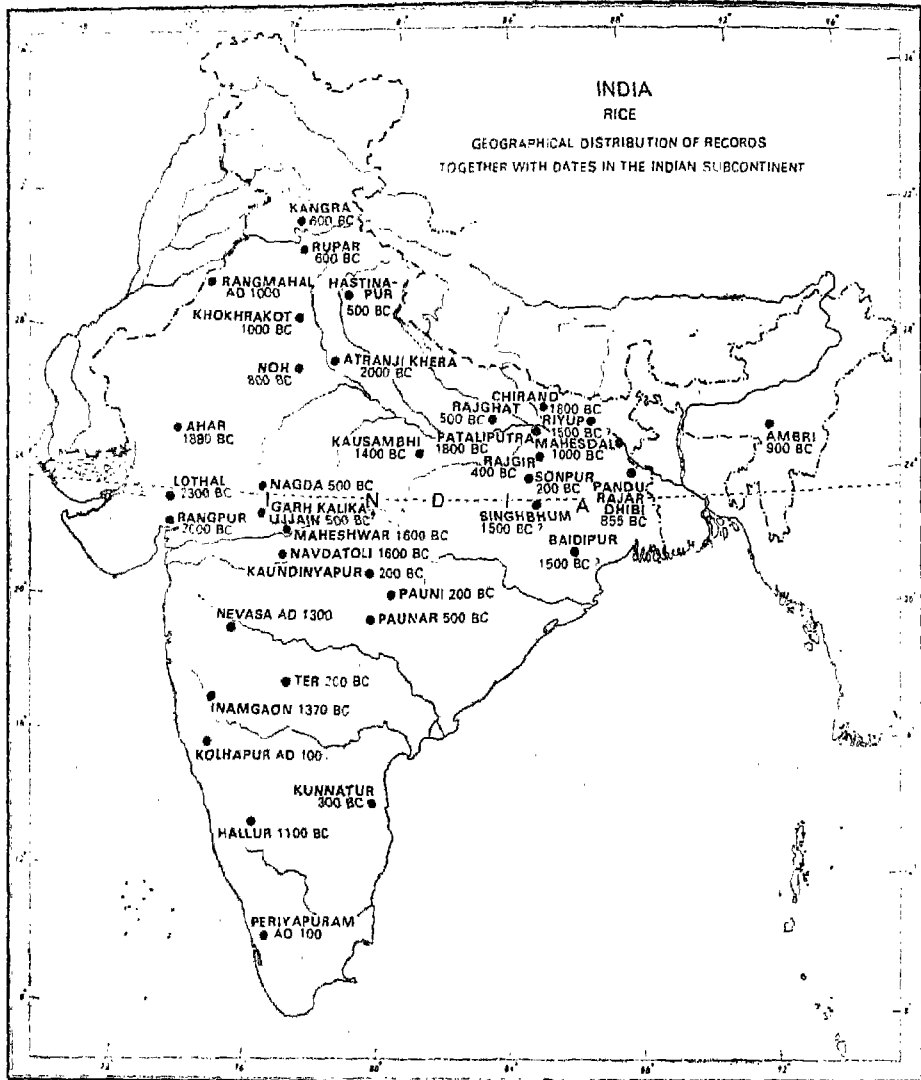 INDIA
RICE
GEOGRAPHICAL DISTRIBUTION OF RECORDS
TOGETHER WITH DATES IN THE INDIAN SUBCONTINENT
KANGRA
600 BC
RUPAR
600 BC
RANGMAHAL
AD 1000
HASTINA-
PUR
500 BC
KHOKHRAKOT
1000 BC
NOH
800 BC
ATRANJI KHERA
2000 BC
CHIRAND
1800 BC
RAJGHAT
500 BC
RIYUP
1500 BC ?
AHAR
1880 BC
KAUSAMBHI
1400 BC
PATALIPUTRA
1800 BC
MAHESDAL
1000 BC
AMBRI
900 BC
RAJGIR
400 BC
SONPUR
200 BC
PANDU
RAJAR
DHIBI
855 BC
LOTHAL
2300 BC
NAGDA 500 BC
I N D I A
RANGPUR
2000 BC
GARH KALIKA
UJJAIN 500 BC
SINGHBHUM
1500 BC ?
MAHESHWAR 1600 BC
BAIDIPUR
1500 BC ?
NAVDATOLI 1600 BC
KAUNDINYAPUR 200 BC
PAUNI 200 BC
NEVASA AD 1300
PAUNAR 500 BC
TER 200 BC
INAMGAON 1370 BC
KOLHAPUR AD 100
KUNNATUR
300 BC
HALLUR 1100 BC
PERIYAPURAM
AD 100